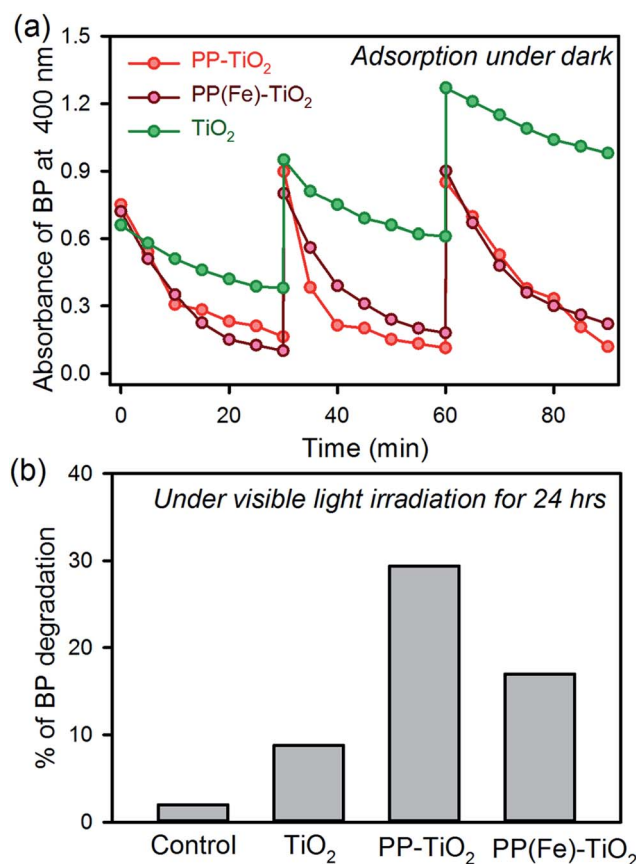 (a)
1.5
1.2
0.9
0.6
0.3
0.0
Absorbance of BP at 400 nm
Adsorption under dark
PP-TiO₂
PP(Fe)-TiO₂
TiO₂
0 20 40 60 80
Time (min)
(b)
40
30
20
10
0
% of BP degradation
Under visible light irradiation for 24 hrs
Control TiO₂ PP-TiO₂ PP(Fe)-TiO₂